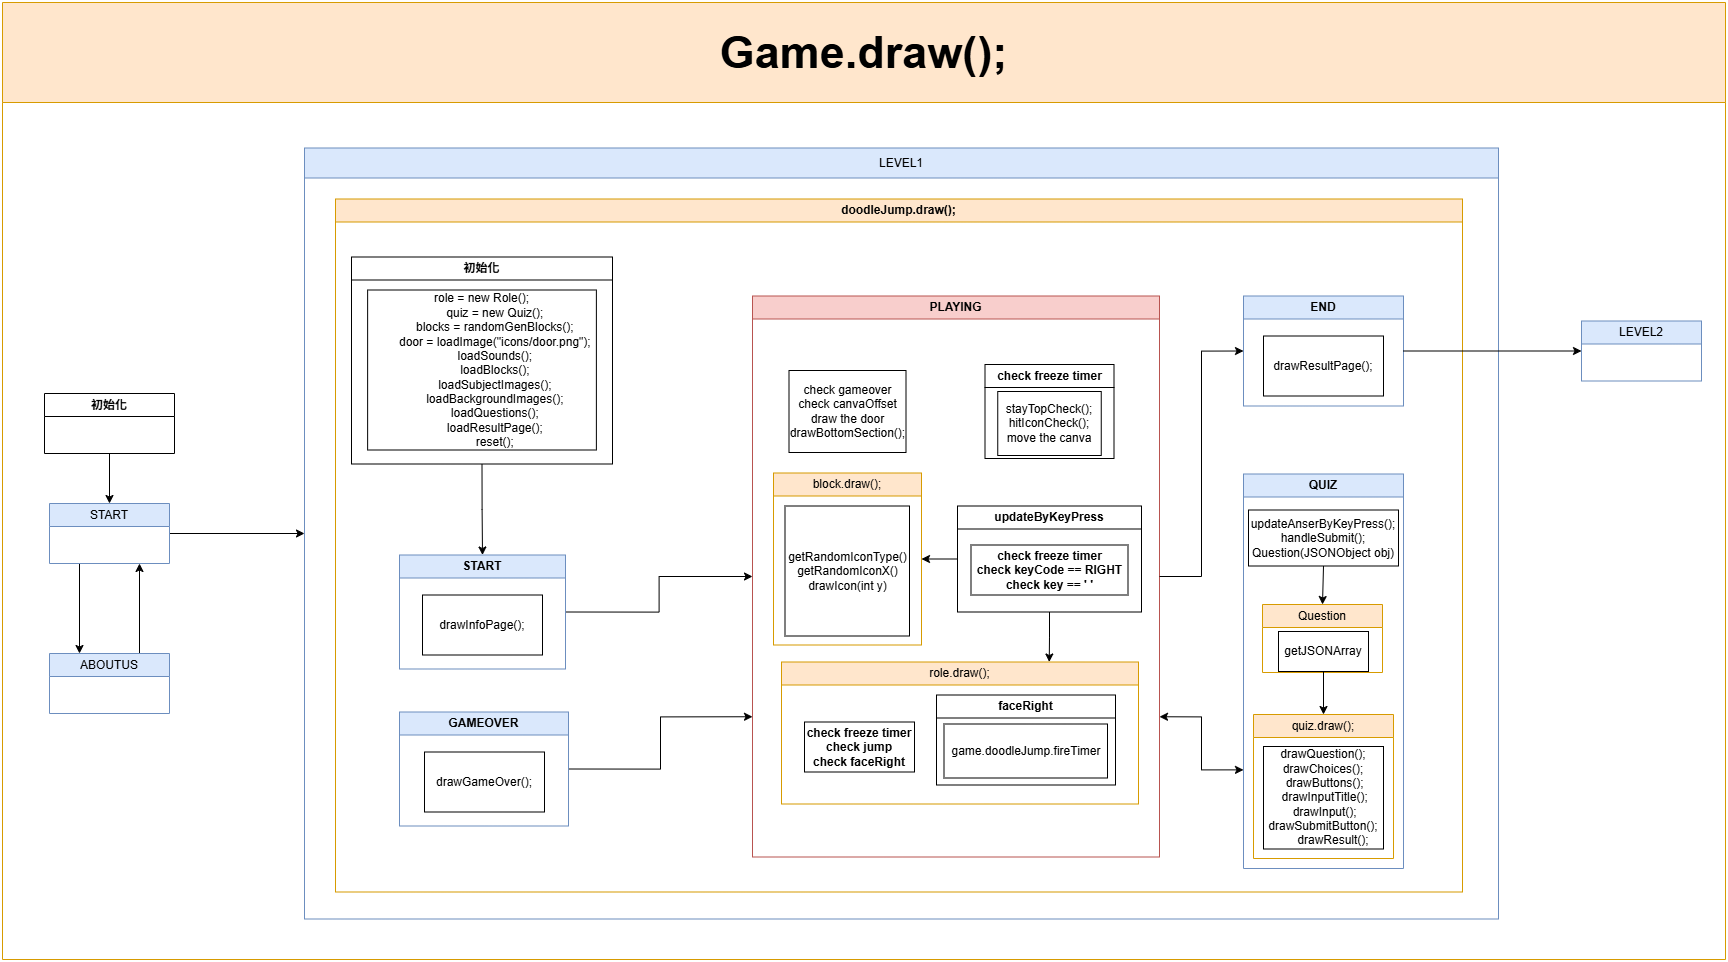 Game.draw();
LEVEL1
doodleJump.draw();
初始化
START
ABOUTUS
初始化
role = new Role();
quiz = new Quiz();
blocks = randomGenBlocks();
door = loadImage("icons/door.png");
loadSounds();
loadBlocks();
loadSubjectImages();
loadBackgroundImages();
loadQuestions();
loadResultPage();
reset();
START
drawInfoPage();
GAMEOVER
drawGameOver();
PLAYING
check gameover
check canvaOffset
draw the door
drawBottomSection();
check freeze timer
stayTopCheck();
hitIconCheck();
move the canva
block.draw();
getRandomIconType()
getRandomIconX()
drawIcon(int y)
updateByKeyPress
check freeze timer
check keyCode == RIGHT
check key == ' '
role.draw();
check freeze timer
check jump
check faceRight
faceRight
game.doodleJump.fireTimer
END
drawResultPage();
QUIZ
updateAnserByKeyPress();
handleSubmit();
Question(JSONObject obj)
Question
getJSONArray
quiz.draw();
drawQuestion();
drawChoices();
drawButtons();
drawInputTitle();
drawInput();
drawSubmitButton();
drawResult();
LEVEL2